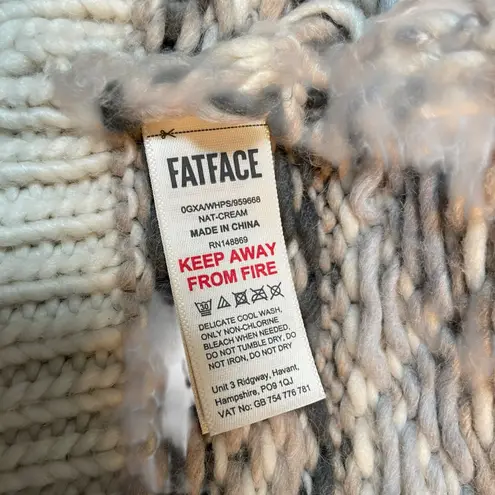 FATFACE
0GXA/WHPS/959668
NAT-CREAM
MADE IN CHINA
RN148869
KEEP AWAY
FROM FIRE
30
DELICATE COOL WASH,
ONLY NON-CHLORINE
BLEACH WHEN NEEDED,
DO NOT TUMBLE DRY, DO
NOT IRON, DO NOT DRY
Unit 3 Ridgway, Havant,
Hampshire, PO9 1QJ
VAT No: GB 754 776 781